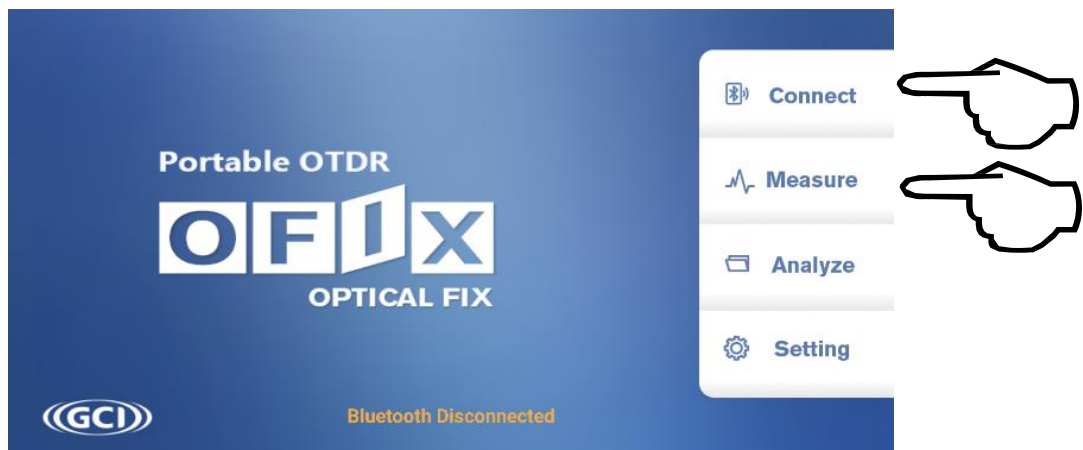 Portable OTDR
OFIX
OPTICAL FIX
Connect
Measure
Analyze
Setting
((GCI))
Bluetooth Disconnected